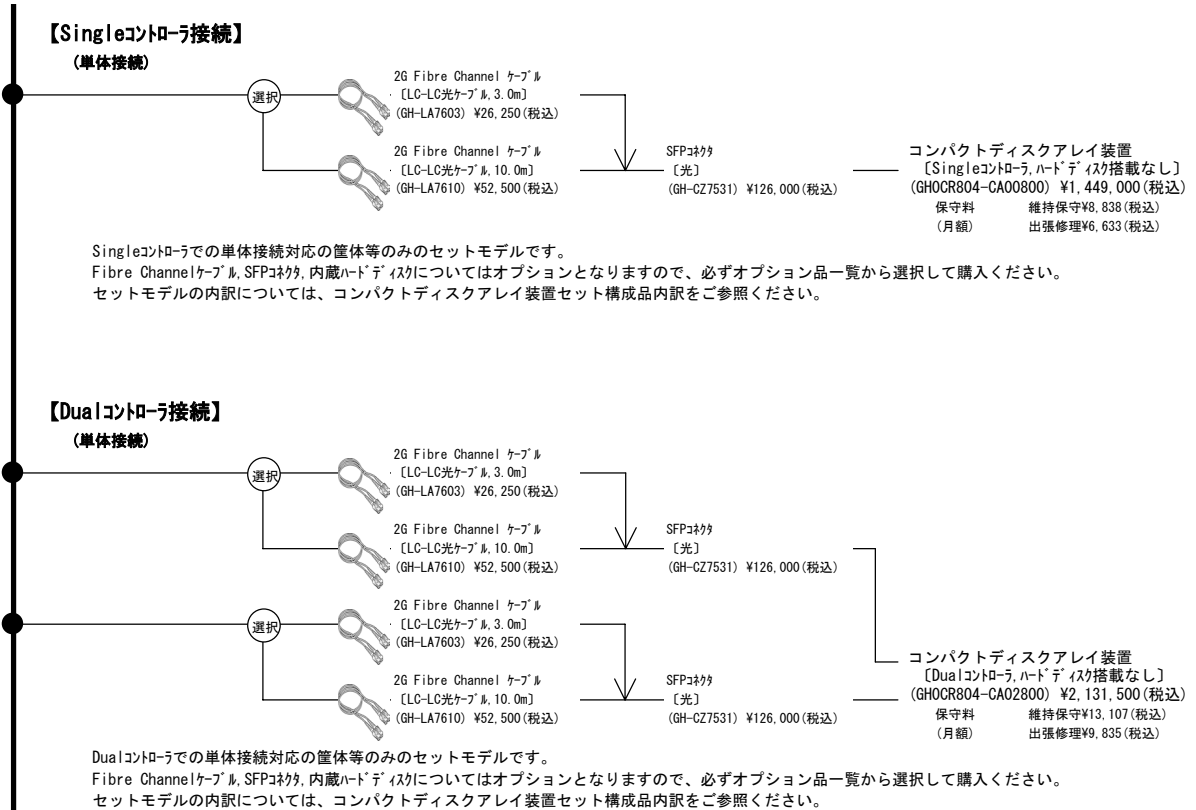 【Singleｺﾝﾄﾛｰﾗ接続】
(単体接続)
選択
2G Fibre Channel ｹｰﾌﾞﾙ
〔LC-LC光ｹｰﾌﾞﾙ,3.0m〕
(GH-LA7603) ¥26,250(税込)
2G Fibre Channel ｹｰﾌﾞﾙ
〔LC-LC光ｹｰﾌﾞﾙ,10.0m〕
(GH-LA7610) ¥52,500(税込)
SFPｺﾈｸﾀ
〔光〕
(GH-CZ7531) ¥126,000(税込)
コンパクトディスクアレイ装置
〔Singleｺﾝﾄﾛｰﾗ,ﾊｰﾄﾞﾃﾞｨｽｸ搭載なし〕
(GH0CR804-CA00800) ¥1,449,000(税込)
保守料 維持保守¥8,838(税込)
(月額) 出張修理¥6,633(税込)
Singleｺﾝﾄﾛｰﾗでの単体接続対応の筐体等のみのセットモデルです。
Fibre Channelｹｰﾌﾞﾙ,SFPｺﾈｸﾀ,内蔵ﾊｰﾄﾞﾃﾞｨｽｸについてはオプションとなりますので、必ずオプション品一覧から選択して購入ください。
セットモデルの内訳については、コンパクトディスクアレイ装置セット構成品内訳をご参照ください。
【Dualｺﾝﾄﾛｰﾗ接続】
(単体接続)
選択
2G Fibre Channel ｹｰﾌﾞﾙ
〔LC-LC光ｹｰﾌﾞﾙ,3.0m〕
(GH-LA7603) ¥26,250(税込)
2G Fibre Channel ｹｰﾌﾞﾙ
〔LC-LC光ｹｰﾌﾞﾙ,10.0m〕
(GH-LA7610) ¥52,500(税込)
SFPｺﾈｸﾀ
〔光〕
(GH-CZ7531) ¥126,000(税込)
選択
2G Fibre Channel ｹｰﾌﾞﾙ
〔LC-LC光ｹｰﾌﾞﾙ,3.0m〕
(GH-LA7603) ¥26,250(税込)
2G Fibre Channel ｹｰﾌﾞﾙ
〔LC-LC光ｹｰﾌﾞﾙ,10.0m〕
(GH-LA7610) ¥52,500(税込)
SFPｺﾈｸﾀ
〔光〕
(GH-CZ7531) ¥126,000(税込)
コンパクトディスクアレイ装置
〔Dualｺﾝﾄﾛｰﾗ,ﾊｰﾄﾞﾃﾞｨｽｸ搭載なし〕
(GH0CR804-CA02800) ¥2,131,500(税込)
保守料 維持保守¥13,107(税込)
(月額) 出張修理¥9,835(税込)
Dualｺﾝﾄﾛｰﾗでの単体接続対応の筐体等のみのセットモデルです。
Fibre Channelｹｰﾌﾞﾙ,SFPｺﾈｸﾀ,内蔵ﾊｰﾄﾞﾃﾞｨｽｸについてはオプションとなりますので、必ずオプション品一覧から選択して購入ください。
セットモデルの内訳については、コンパクトディスクアレイ装置セット構成品内訳をご参照ください。